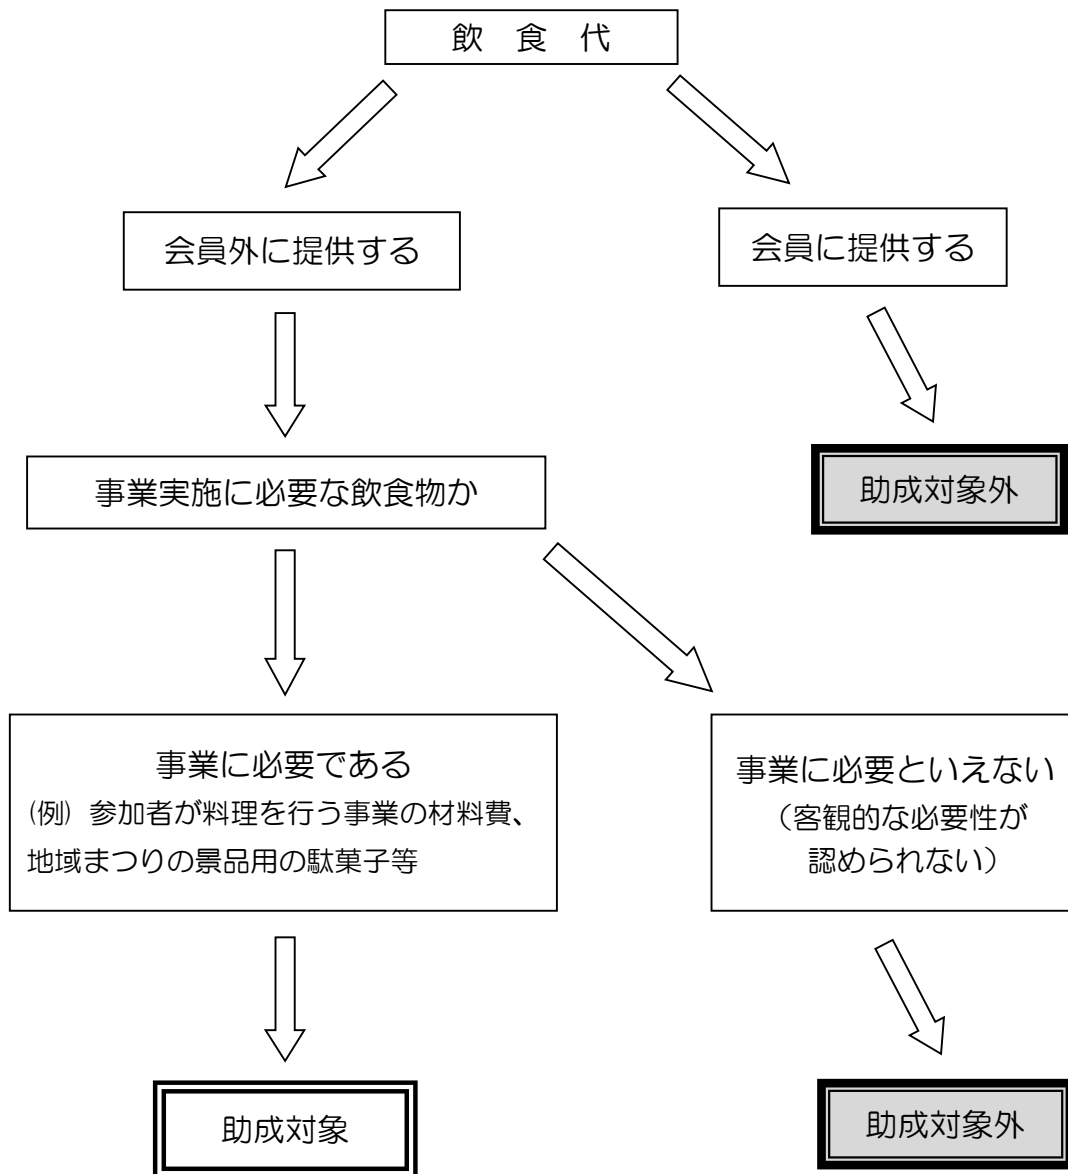 飲 食 代
会員外に提供する
会員に提供する
事業実施に必要な飲食物か
助成対象外
事業に必要である
(例) 参加者が料理を行う事業の材料費、
地域まつりの景品用の駄菓子等
事業に必要といえない
（客観的な必要性が
認められない）
助成対象
助成対象外